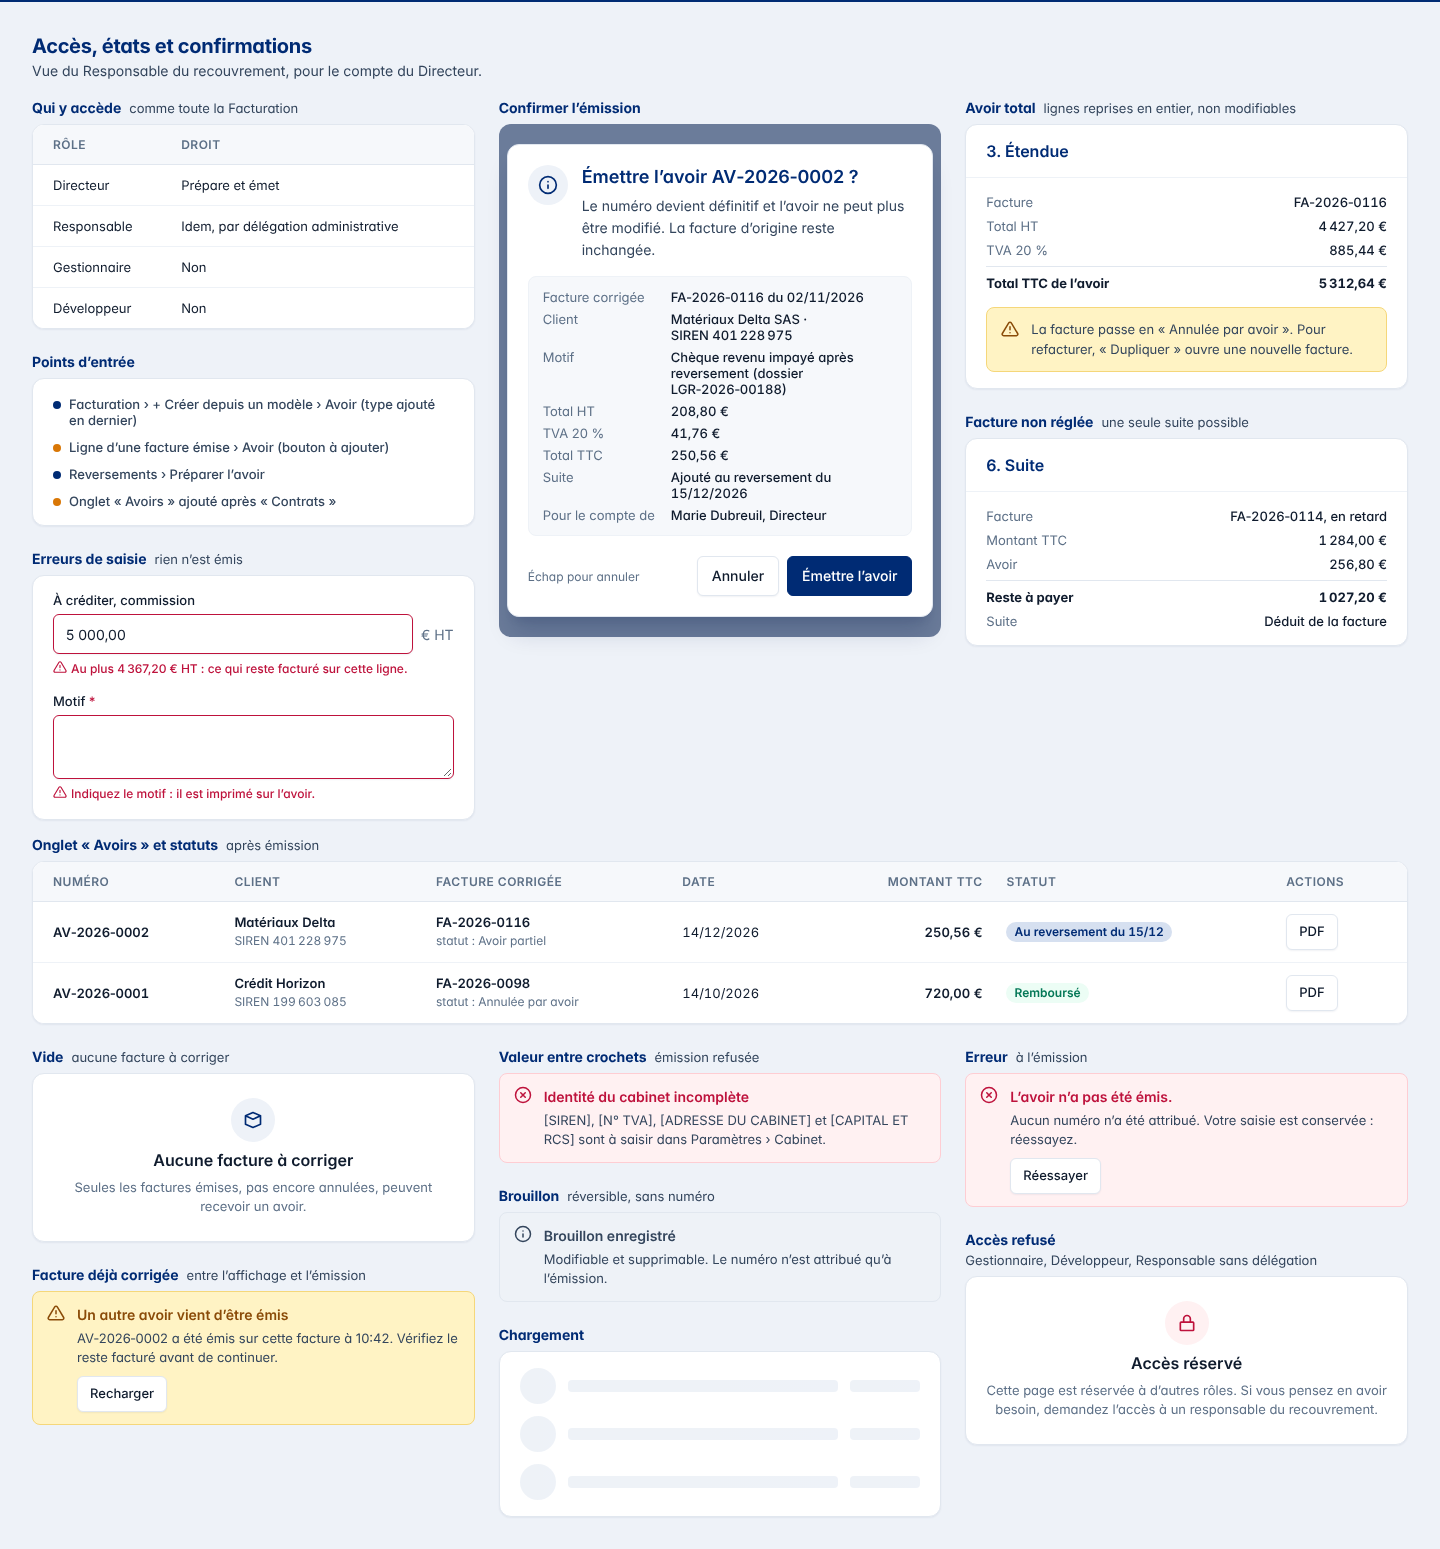 Accès, états et confirmations
Vue du Responsable du recouvrement, pour le compte du Directeur.
Qui y accède comme toute la Facturation
RÔLE DROIT
Directeur Prépare et émet
Responsable Idem, par délégation administrative
Gestionnaire Non
Développeur Non
Points d’entrée
Facturation › + Créer depuis un modèle › Avoir (type ajouté
en dernier)
Ligne d’une facture émise › Avoir (bouton à ajouter)
Reversements › Préparer l’avoir
Onglet « Avoirs » ajouté après « Contrats »
Erreurs de saisie rien n’est émis
À créditer, commission
5 000,00 € HT
Au plus 4 367,20 € HT : ce qui reste facturé sur cette ligne.
Motif *
Indiquez le motif : il est imprimé sur l’avoir.
Confirmer l’émission
Émettre l’avoir AV-2026-0002 ?
Le numéro devient définitif et l’avoir ne peut plus
être modifié. La facture d’origine reste
inchangée.
Facture corrigée FA-2026-0116 du 02/11/2026
Client Matériaux Delta SAS ·
SIREN 401 228 975
Motif Chèque revenu impayé après
reversement (dossier
LGR-2026-00188)
Total HT 208,80 €
TVA 20 % 41,76 €
Total TTC 250,56 €
Suite Ajouté au reversement du
15/12/2026
Pour le compte de Marie Dubreuil, Directeur
Échap pour annuler Annuler Émettre l’avoir
Avoir total lignes reprises en entier, non modifiables
3. Étendue
Facture FA-2026-0116
Total HT 4 427,20 €
TVA 20 % 885,44 €
Total TTC de l’avoir 5 312,64 €
La facture passe en « Annulée par avoir ». Pour
refacturer, « Dupliquer » ouvre une nouvelle facture.
Facture non réglée une seule suite possible
6. Suite
Facture FA-2026-0114, en retard
Montant TTC 1 284,00 €
Avoir 256,80 €
Reste à payer 1 027,20 €
Suite Déduit de la facture
Onglet « Avoirs » et statuts après émission
NUMÉRO CLIENT FACTURE CORRIGÉE DATE MONTANT TTC STATUT ACTIONS
AV-2026-0002 Matériaux Delta FA-2026-0116 14/12/2026 250,56 € Au reversement du 15/12 PDF
SIREN 401 228 975 statut : Avoir partiel
AV-2026-0001 Crédit Horizon FA-2026-0098 14/10/2026 720,00 € Remboursé PDF
SIREN 199 603 085 statut : Annulée par avoir
Vide aucune facture à corriger
Aucune facture à corriger
Seules les factures émises, pas encore annulées, peuvent
recevoir un avoir.
Facture déjà corrigée entre l’affichage et l’émission
Un autre avoir vient d’être émis
AV-2026-0002 a été émis sur cette facture à 10:42. Vérifiez le
reste facturé avant de continuer.
Recharger
Valeur entre crochets émission refusée
Identité du cabinet incomplète
[SIREN], [N° TVA], [ADRESSE DU CABINET] et [CAPITAL ET
RCS] sont à saisir dans Paramètres › Cabinet.
Brouillon réversible, sans numéro
Brouillon enregistré
Modifiable et supprimable. Le numéro n’est attribué qu’à
l’émission.
Chargement
Erreur à l’émission
L’avoir n’a pas été émis.
Aucun numéro n’a été attribué. Votre saisie est conservée :
réessayez.
Réessayer
Accès refusé
Gestionnaire, Développeur, Responsable sans délégation
Accès réservé
Cette page est réservée à d’autres rôles. Si vous pensez en avoir
besoin, demandez l’accès à un responsable du recouvrement.